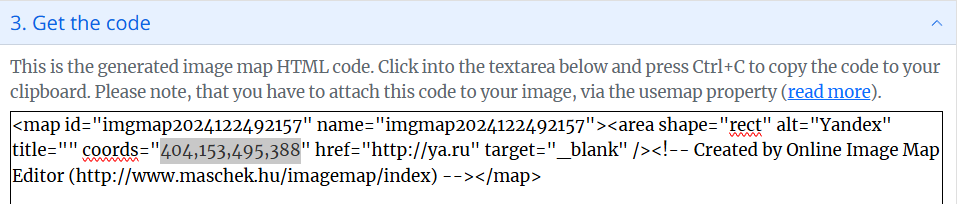 3. Get the code
This is the generated image map HTML code. Click into the textarea below and press Ctrl+C to copy the code to your
clipboard. Please note, that you have to attach this code to your image, via the usemap property (read more).
<map id="imgmap2024122492157" name="imgmap2024122492157"><area shape="rect" alt="Yandex"
title="" coords="404,153,495,388" href="http://ya.ru" target="_blank" /><!-- Created by Online Image Map
Editor (http://www.maschek.hu/imagemap/index) --></map>